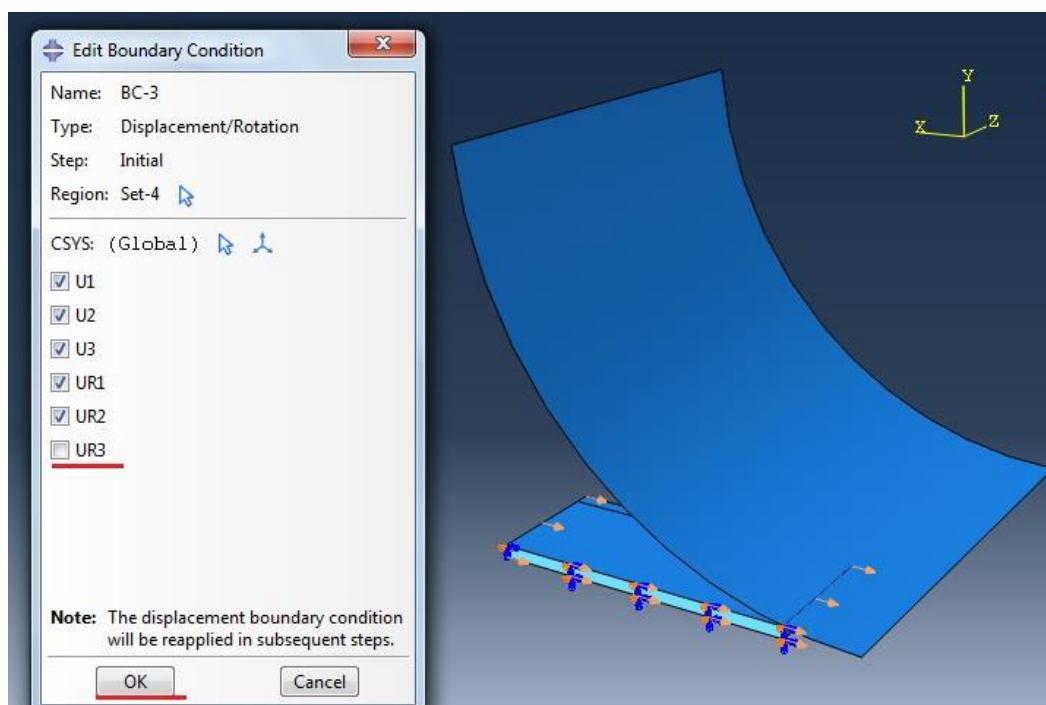 Edit Boundary Condition
Name: BC-3
Type: Displacement/Rotation
Step: Initial
Region: Set-4
CSYS: (Global)
U1
U2
U3
UR1
UR2
UR3
Note: The displacement boundary condition
will be reapplied in subsequent steps.
OK Cancel
Y
X Z